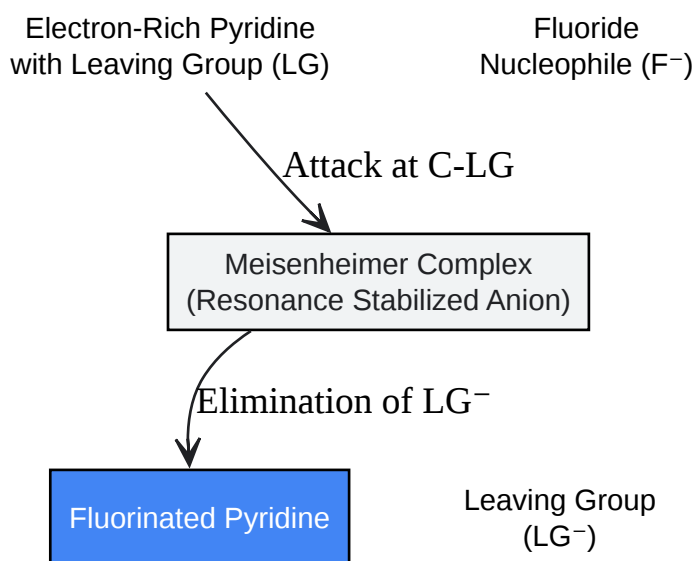 Electron-Rich Pyridine
with Leaving Group (LG)
Fluoride
Nucleophile (F⁻)
Attack at C-LG
Meisenheimer Complex
(Resonance Stabilized Anion)
Elimination of LG⁻
Fluorinated Pyridine
Leaving Group
(LG⁻)